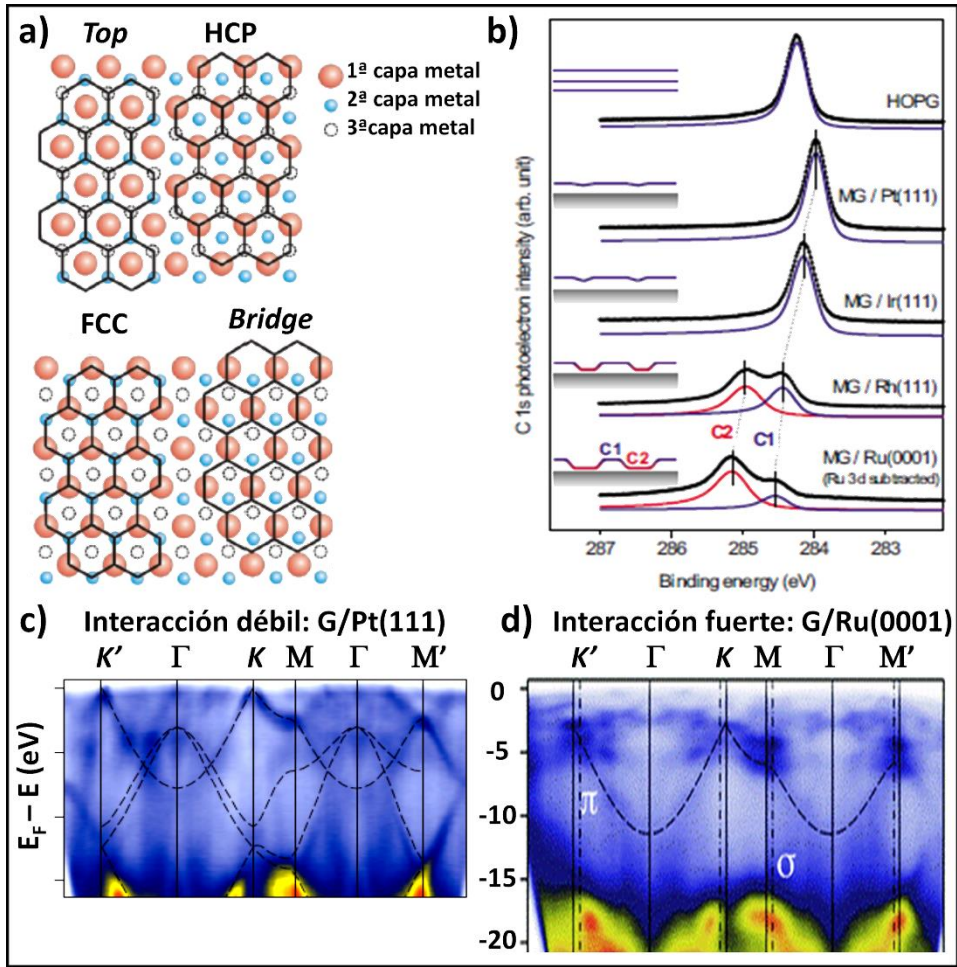 a)
Top
HCP
1ª capa metal
2ª capa metal
3ªcapa metal
FCC
Bridge
b)
C 1s photoelectron intensity (arb. unit)
HOPG
MG / Pt(111)
MG / Ir(111)
MG / Rh(111)
C2
C1
C1
C2
MG / Ru(0001)
(Ru 3d subtracted)
287
286
285
284
283
Binding energy (eV)
c)
Interacción débil: G/Pt(111)
K' Γ K M Γ M'
E_F – E (eV)
d)
Interacción fuerte: G/Ru(0001)
K' Γ K M Γ M'
0
-5
-10
-15
-20
π
σ